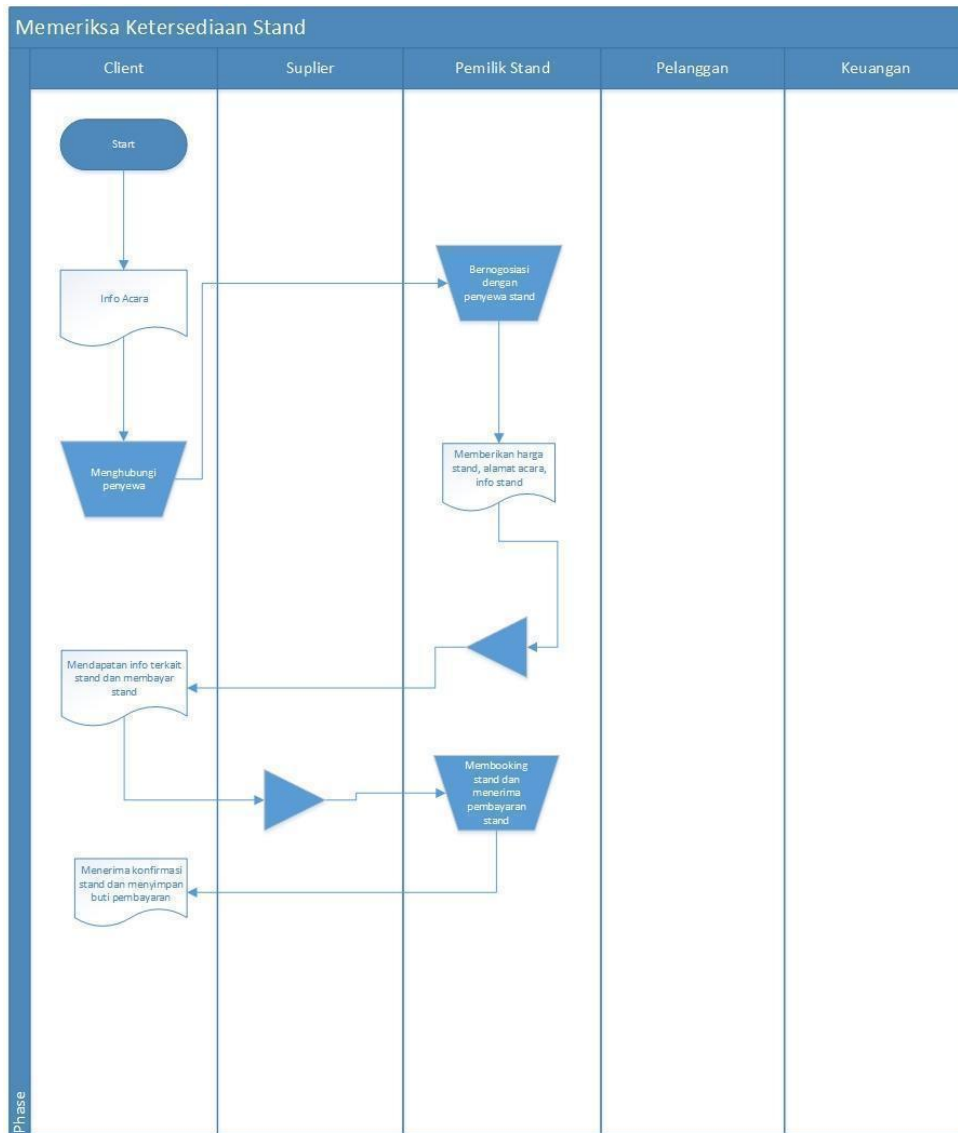 Memeriksa Ketersediaan Stand
Client
Suplier
Pemilik Stand
Pelanggan
Keuangan
Start
Info Acara
Bernogosiasi
dengan
penyewa stand
Menghubungi
penyewa
Memberikan harga
stand, alamat acara,
info stand
Mendapatan info terkait
stand dan membayar
stand
Membooking
stand dan
menerima
pembayaran
stand
Menerima konfirmasi
stand dan menyimpan
buti pembayaran
Phase